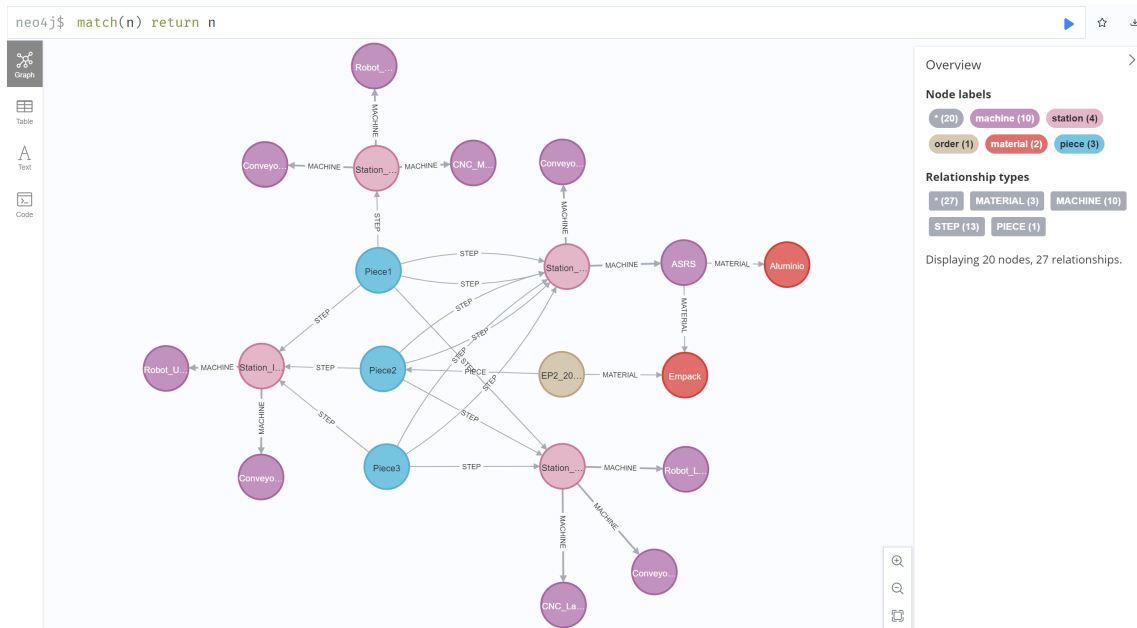 neo4j$ match(n) return n
Graph
Table
Text
Code
Overview
Node labels
* (20) machine (10) station (4)
order (1) material (2) piece (3)
Relationship types
* (27) MATERIAL (3) MACHINE (10)
STEP (13) PIECE (1)
Displaying 20 nodes, 27 relationships.
Robot_...
MACHINE
Conveyo...
MACHINE
Station_...
MACHINE
CNC_M...
Conveyo...
STEP
MACHINE
Piece1
STEP
STEP
Station_...
MACHINE
ASRS
MATERIAL
Aluminio
STEP
STEP
STEP
MATERIAL
Robot_U...
MACHINE
Station_I...
STEP
Piece2
STEP
STEP
PIECE
EP2_20...
MATERIAL
Empack
MACHINE
STEP
STEP
STEP
Conveyo...
Piece3
STEP
Station_...
MACHINE
Robot_L...
MACHINE
MACHINE
Conveyo...
CNC_La...